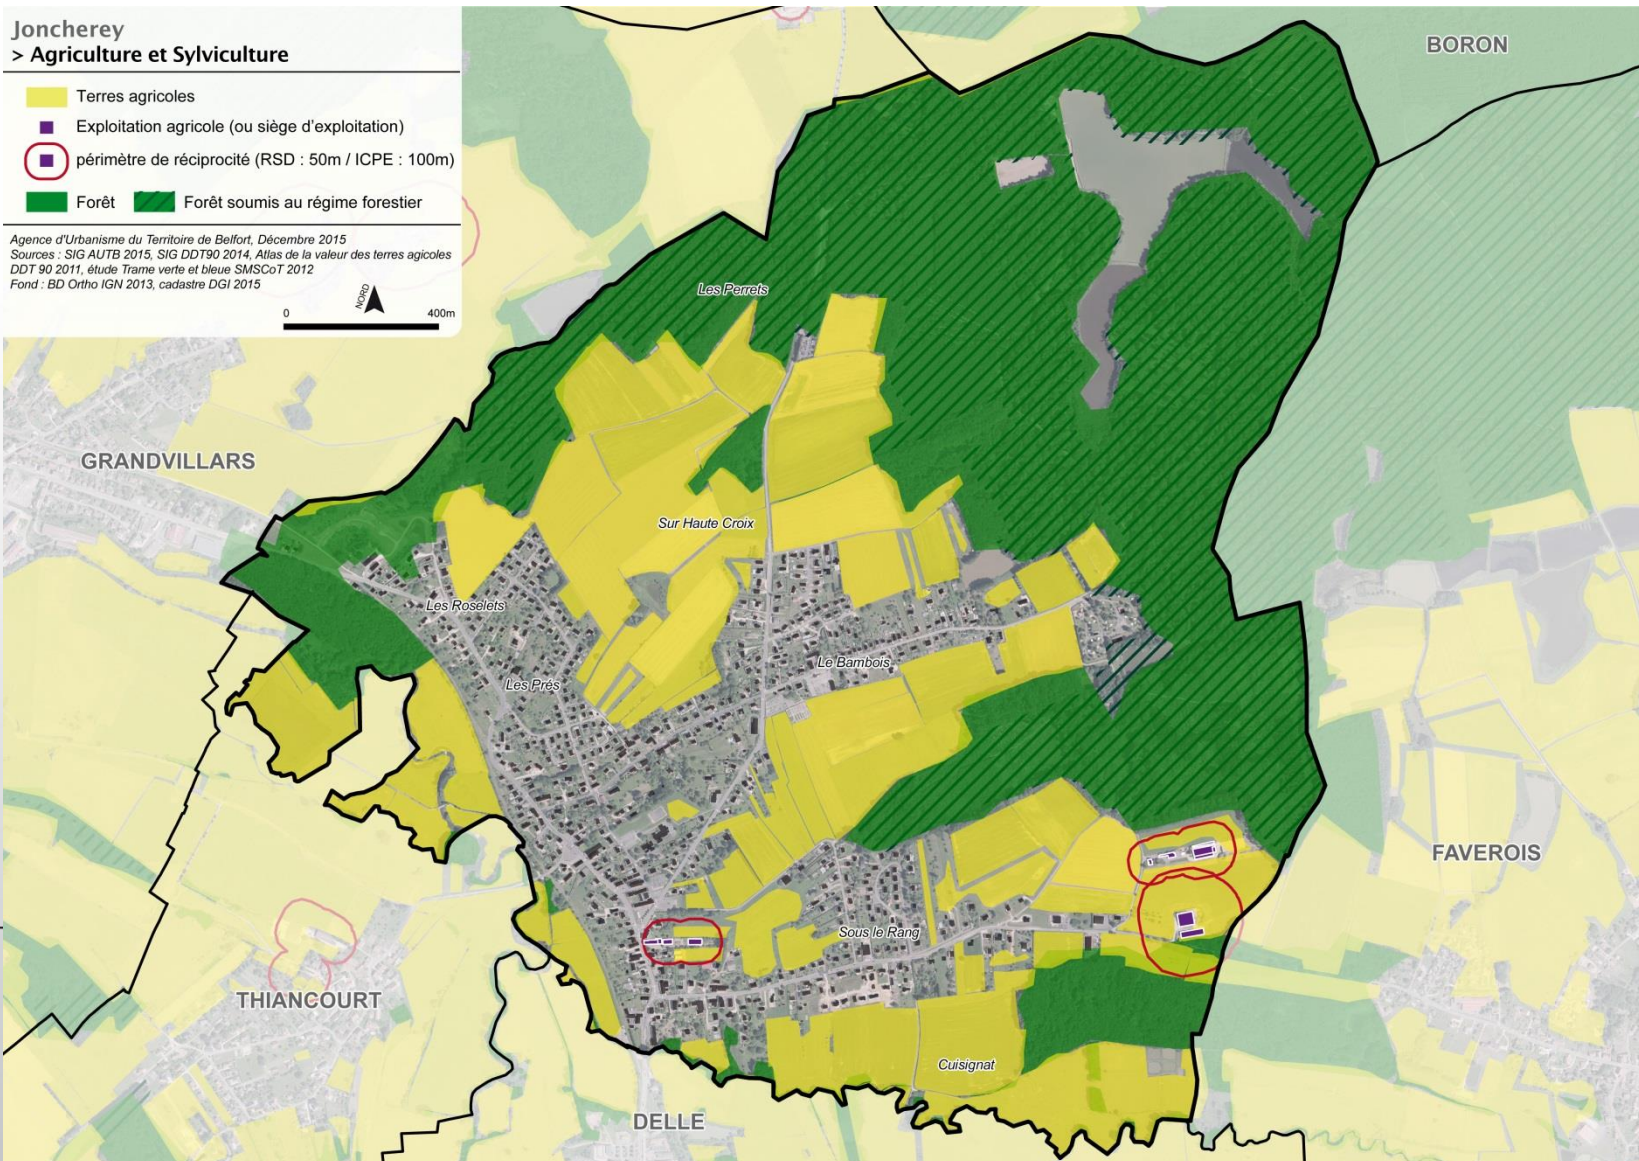 Joncherey
> Agriculture et Sylviculture
Terres agricoles
Exploitation agricole (ou siège d'exploitation)
périmètre de réciprocité (RSD : 50m / ICPE : 100m)
Forêt
Forêt soumis au régime forestier
Agence d'Urbanisme du Territoire de Belfort, Décembre 2015
Sources : SIG AUTB 2015, SIG DDT90 2014, Atlas de la valeur des terres agicoles
DDT 90 2011, étude Trame verte et bleue SMSCoT 2012
Fond : BD Ortho IGN 2013, cadastre DGI 2015
NORD
0 400m
BORON
Les Perrets
GRANDVILLARS
Sur Haute Croix
Les Roselets
Le Bambois
Les Prés
FAVEROIS
Sous le Rang
THIANCOURT
Cuisignat
DELLE